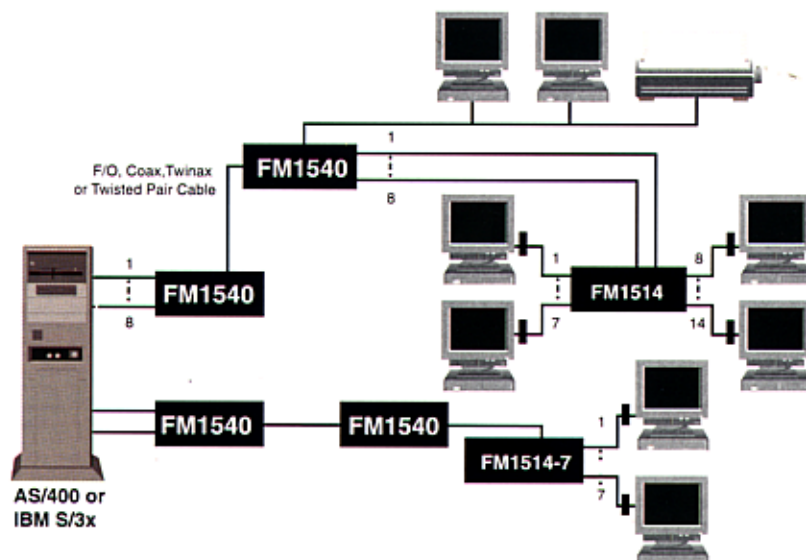 1
FM1540
8
F/O, Coax,Twinax
or Twisted Pair Cable
1
FM1540
8
1
8
FM1514
7
14
FM1540
FM1540
1
FM1514-7
7
AS/400 or
IBM S/3x